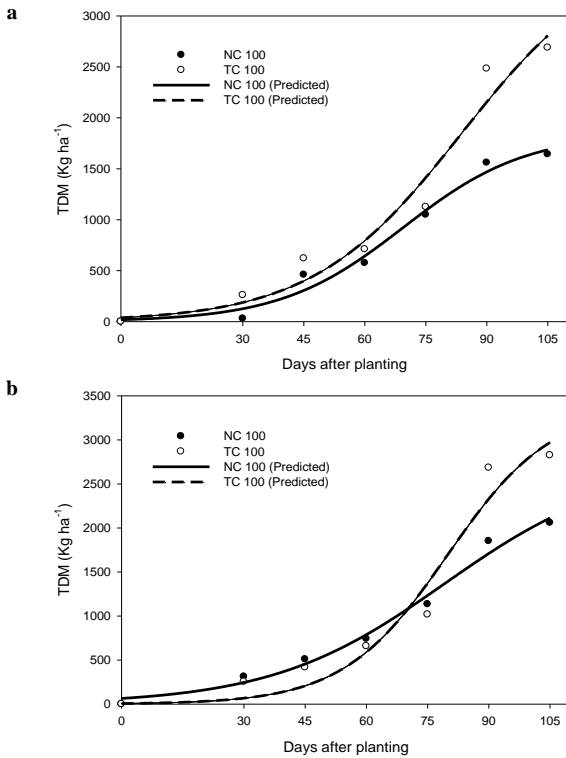 a
3000
2500
2000
1500
1000
500
0
TDM (Kg ha⁻¹)
NC 100
TC 100
NC 100 (Predicted)
TC 100 (Predicted)
0 30 45 60 75 90 105
Days after planting
b
3500
3000
2500
2000
1500
1000
500
0
TDM (Kg ha⁻¹)
NC 100
TC 100
NC 100 (Predicted)
TC 100 (Predicted)
0 30 45 60 75 90 105
Days after planting